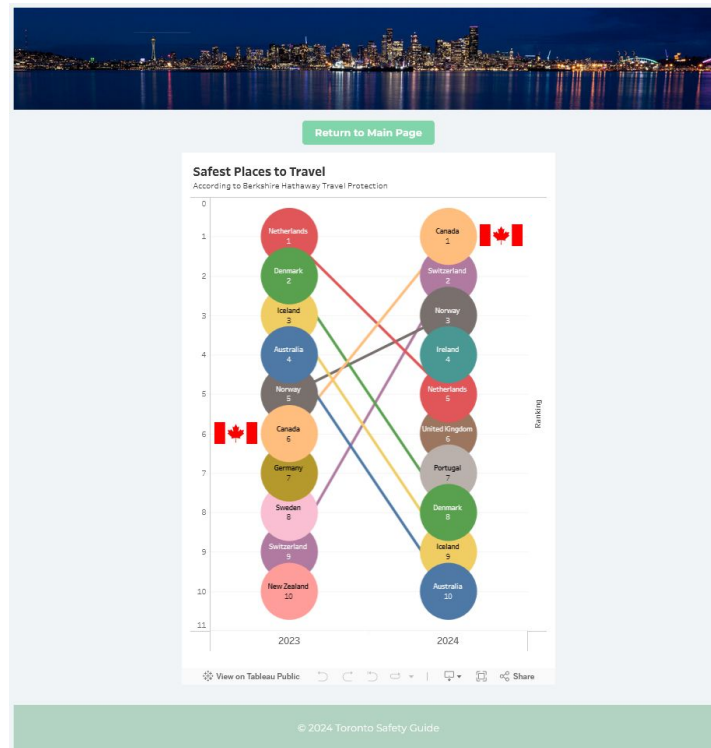 Return to Main Page
Safest Places to Travel
According to Berkshire Hathaway Travel Protection
0
1
2
3
4
5
6
7
8
9
10
11
Netherlands
1
Denmark
2
Iceland
3
Australia
4
Norway
5
Canada
6
Germany
7
Sweden
8
Switzerland
9
New Zealand
10
Canada
1
Switzerland
2
Norway
3
Ireland
4
Netherlands
5
United Kingdom
6
Portugal
7
Denmark
8
Iceland
9
Australia
10
Ranking
2023
2024
View on Tableau Public
Share
© 2024 Toronto Safety Guide